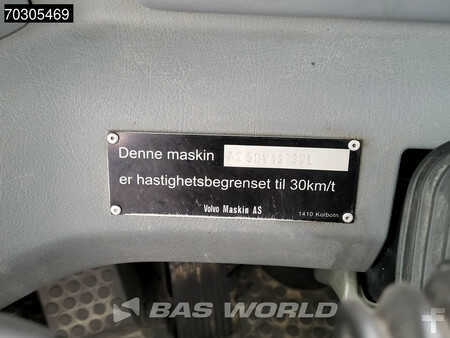 70305469
Denne maskin
er hastighetsbegrenset til 30km/t
Volvo Maskin AS
1410 Kolbotn
BAS WORLD